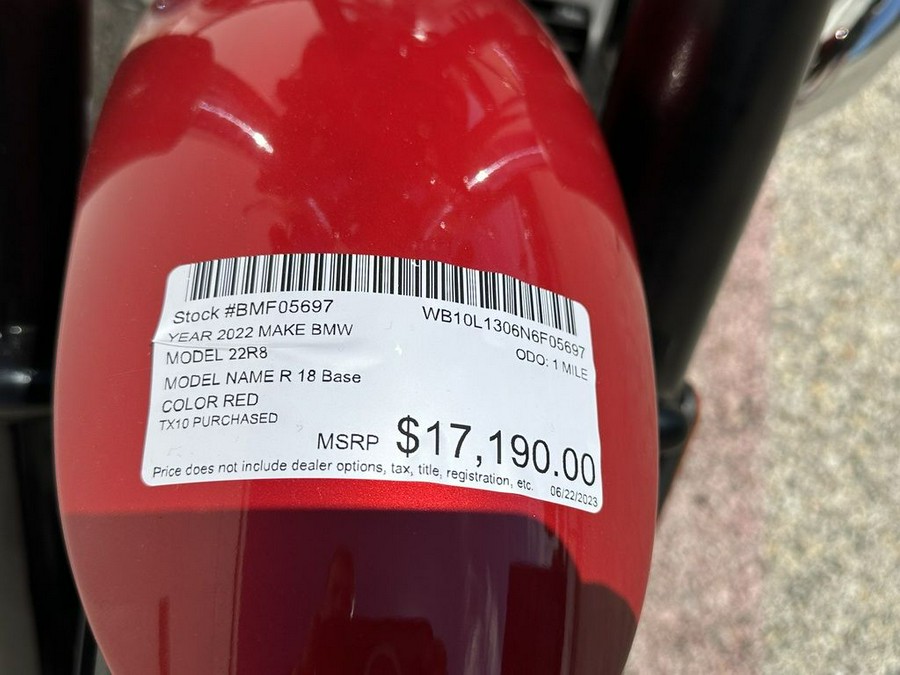 Stock #BMF05697 WB10L1306N6F05697
YEAR 2022 MAKE BMW ODO: 1 MILE
MODEL 22R8
MODEL NAME R 18 Base
COLOR RED
TX10 PURCHASED
MSRP $17,190.00
Price does not include dealer options, tax, title, registration, etc. 06/22/2023